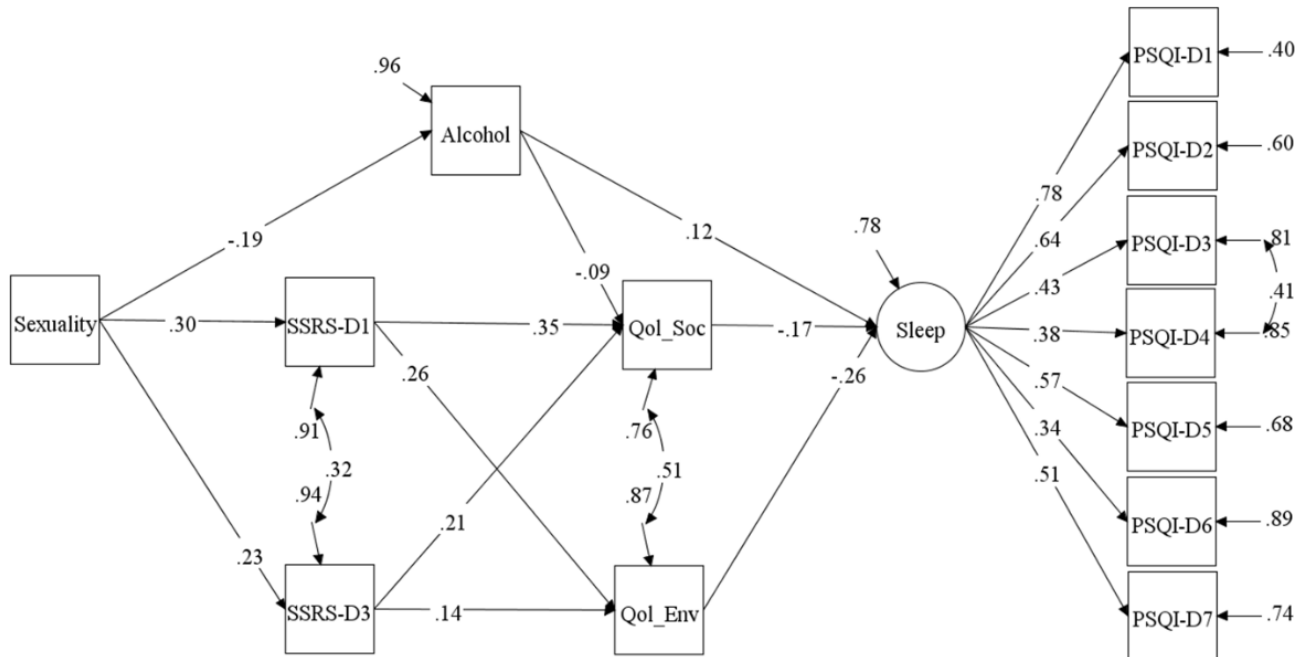 .96
Alcohol
-.19
.12
-.09
Sexuality
.30
SSRS-D1
.35
Qol_Soc
-.17
.78
Sleep
.26
-.26
.91
.32
.94
.76
.51
.87
.23
.21
SSRS-D3
.14
Qol_Env
.78
.64
.43
.38
.57
.34
.51
PSQI-D1
.40
PSQI-D2
.60
PSQI-D3
.81
.41
PSQI-D4
.85
PSQI-D5
.68
PSQI-D6
.89
PSQI-D7
.74